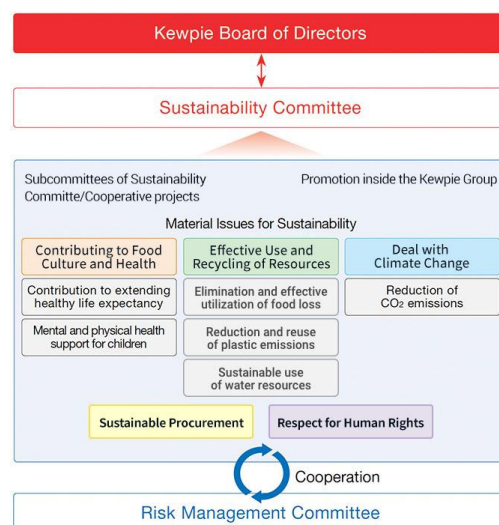 Kewpie Board of Directors
Sustainability Committee
Subcommittees of Sustainability
Committe/Cooperative projects
Promotion inside the Kewpie Group
Material Issues for Sustainability
Contributing to Food
Culture and Health
Contribution to extending
healthy life expectancy
Mental and physical health
support for children
Effective Use and
Recycling of Resources
Elimination and effective
utilization of food loss
Reduction and reuse
of plastic emissions
Sustainable use
of water resources
Deal with
Climate Change
Reduction of
CO₂ emissions
Sustainable Procurement
Respect for Human Rights
Cooperation
Risk Management Committee